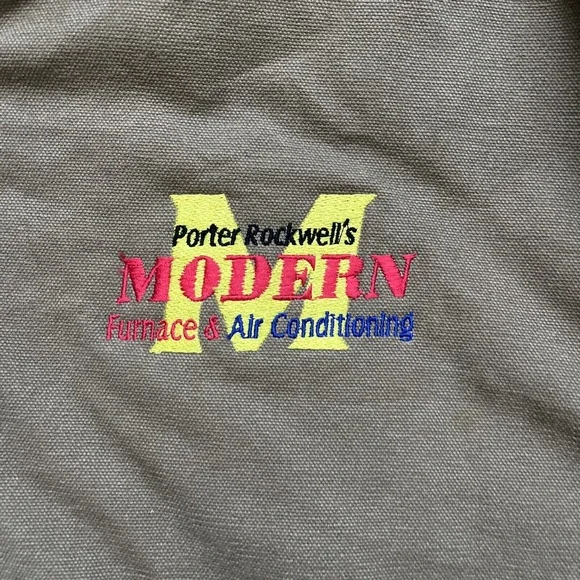 M
Porter Rockwell's
MODERN
Furnace & Air Conditioning